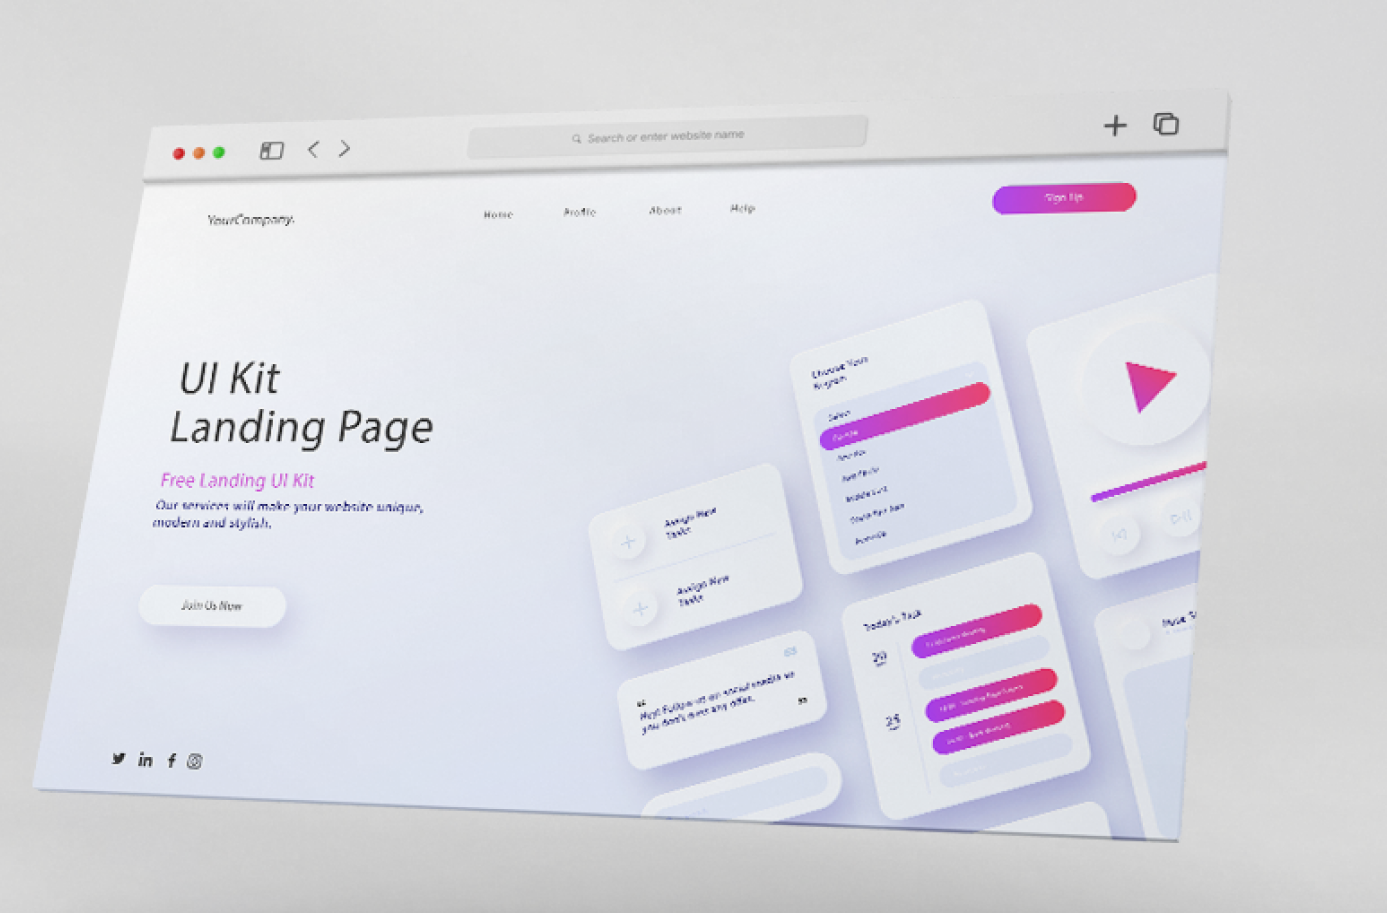 Search or enter website name
YourCompany.
Home
Profile
About
Help
Sign Up
UI Kit
Landing Page
Free Landing UI Kit
Our services will make your website unique,
modern and stylish.
Join Us Now
Choose Your
Program
Select
Assign New
Tasks
Assign New
Tasks
Today's Task
20
25
“
Hey! Follow us on social media so
you don't miss any offer.
”